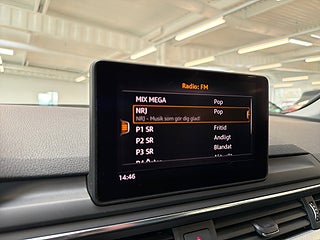 Radio: FM
MIX MEGA Pop
NRJ Pop
NRJ - Musik som gör dig glad!
P1 SR Fritid
P2 SR Andligt
P3 SR Blandat
14:46